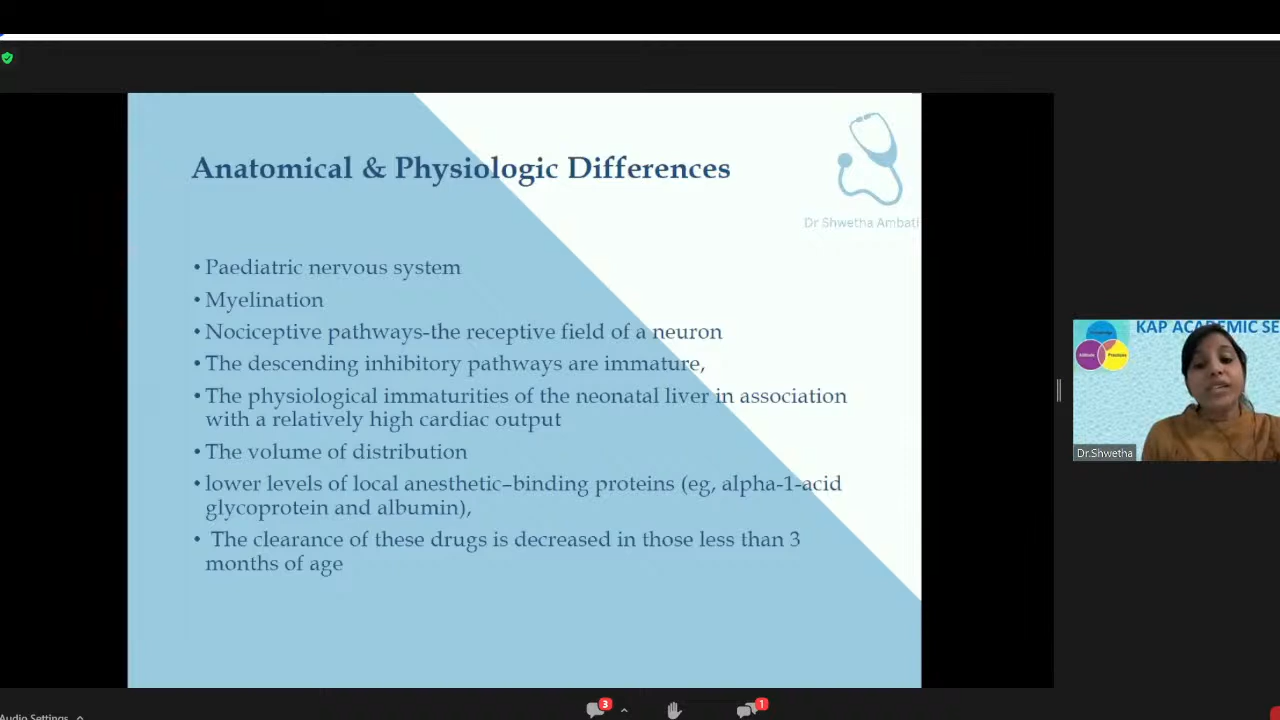 Anatomical & Physiologic Differences
Dr Shwetha Ambati
• Paediatric nervous system
• Myelination
• Nociceptive pathways-the receptive field of a neuron
• The descending inhibitory pathways are immature,
• The physiological immaturities of the neonatal liver in association
with a relatively high cardiac output
• The volume of distribution
• lower levels of local anesthetic–binding proteins (eg, alpha-1-acid
glycoprotein and albumin),
• The clearance of these drugs is decreased in those less than 3
months of age
KAP ACADEMIC SE
Practices
Dr.Shwetha
3
1
Audio Settings